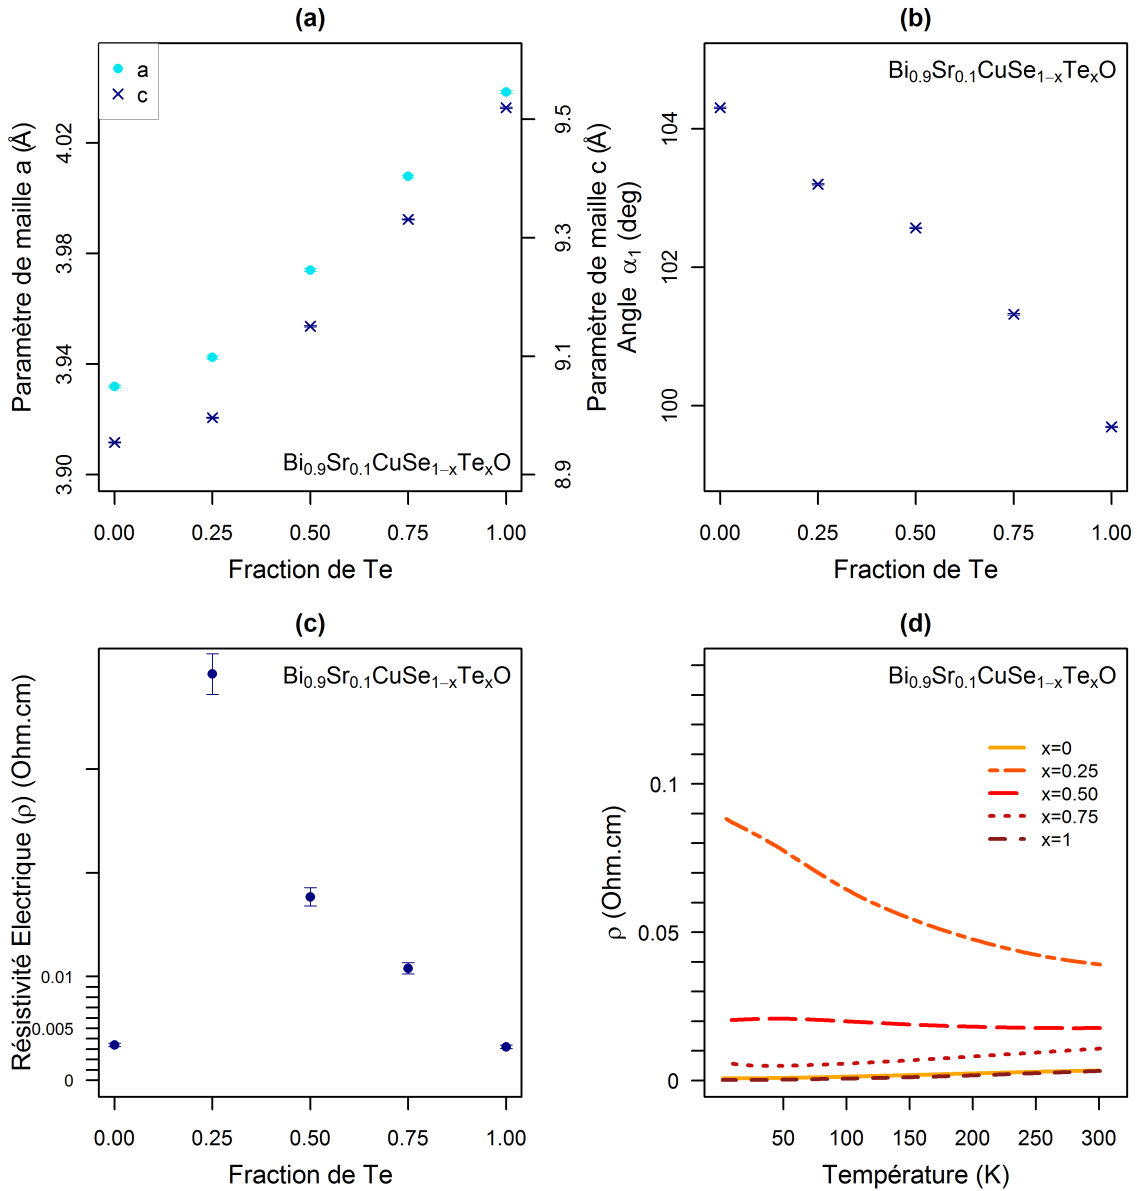 (a)
a
c
Bi0.9Sr0.1CuSe1−xTexO
Paramètre de maille a (Å)
3.90
3.94
3.98
4.02
Paramètre de maille c (Å)
8.9
9.1
9.3
9.5
0.00
0.25
0.50
0.75
1.00
Fraction de Te
(b)
Bi0.9Sr0.1CuSe1−xTexO
Angle α1 (deg)
100
102
104
0.00
0.25
0.50
0.75
1.00
Fraction de Te
(c)
Bi0.9Sr0.1CuSe1−xTexO
Résistivité Electrique (ρ) (Ohm.cm)
0.01
0.005
0
0.00
0.25
0.50
0.75
1.00
Fraction de Te
(d)
Bi0.9Sr0.1CuSe1−xTexO
x=0
x=0.25
x=0.50
x=0.75
x=1
ρ (Ohm.cm)
0.1
0.05
0
50
100
150
200
250
300
Température (K)